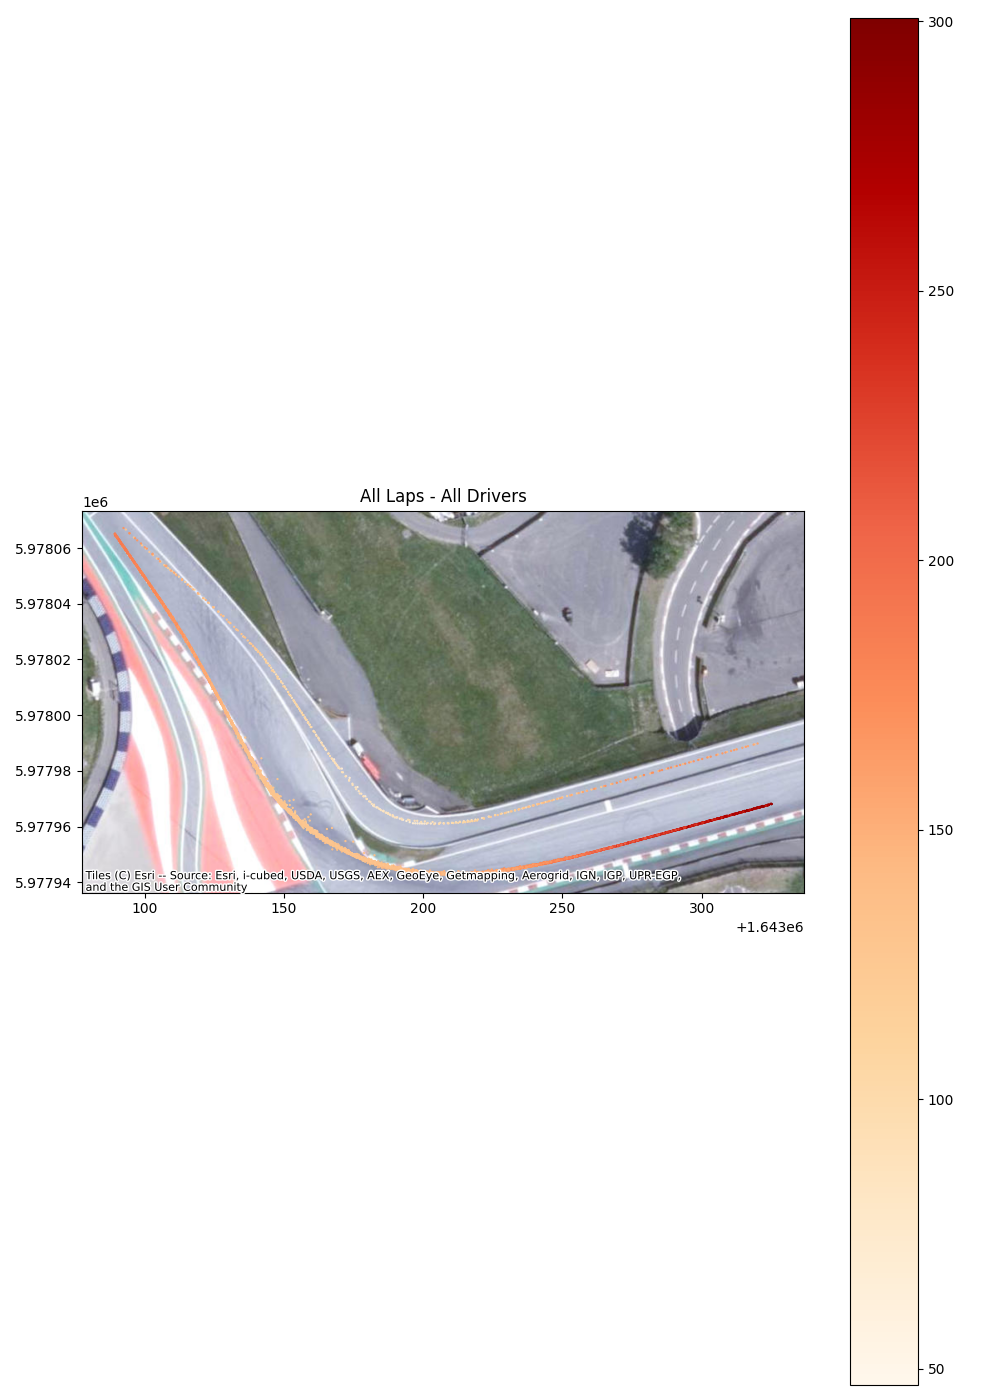 All Laps - All Drivers
1e6
5.97806
5.97804
5.97802
5.97800
5.97798
5.97796
5.97794
Tiles (C) Esri -- Source: Esri, i-cubed, USDA, USGS, AEX, GeoEye, Getmapping, Aerogrid, IGN, IGP, UPR-EGP,
and the GIS User Community
100 150 200 250 300
+1.643e6
300
250
200
150
100
50